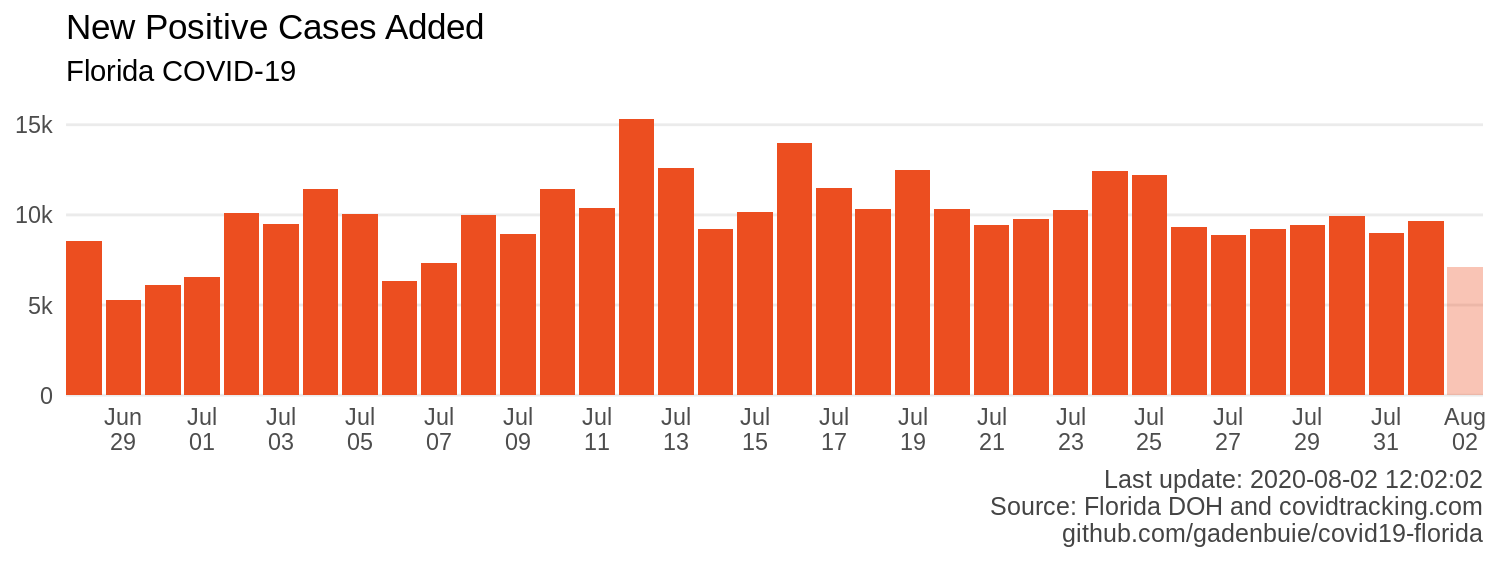 New Positive Cases Added
Florida COVID-19
15k
10k
5k
0
Jun Jul Jul Jul Jul Jul Jul Jul Jul Jul Jul Jul Jul Jul Jul Jul Jul Aug
29 01 03 05 07 09 11 13 15 17 19 21 23 25 27 29 31 02
Last update: 2020-08-02 12:02:02
Source: Florida DOH and covidtracking.com
github.com/gadenbuie/covid19-florida